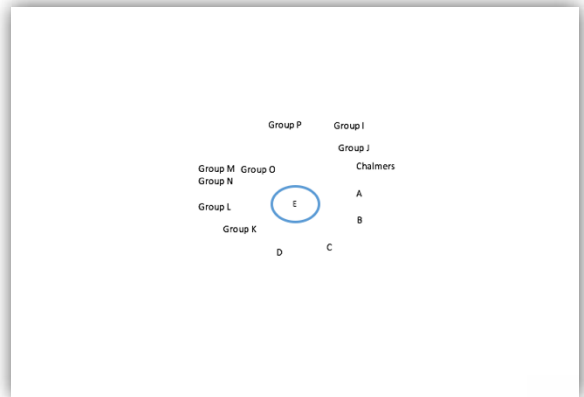 Group P
Group I
Group J
Chalmers
Group M
Group O
Group N
A
E
Group L
B
Group K
C
D